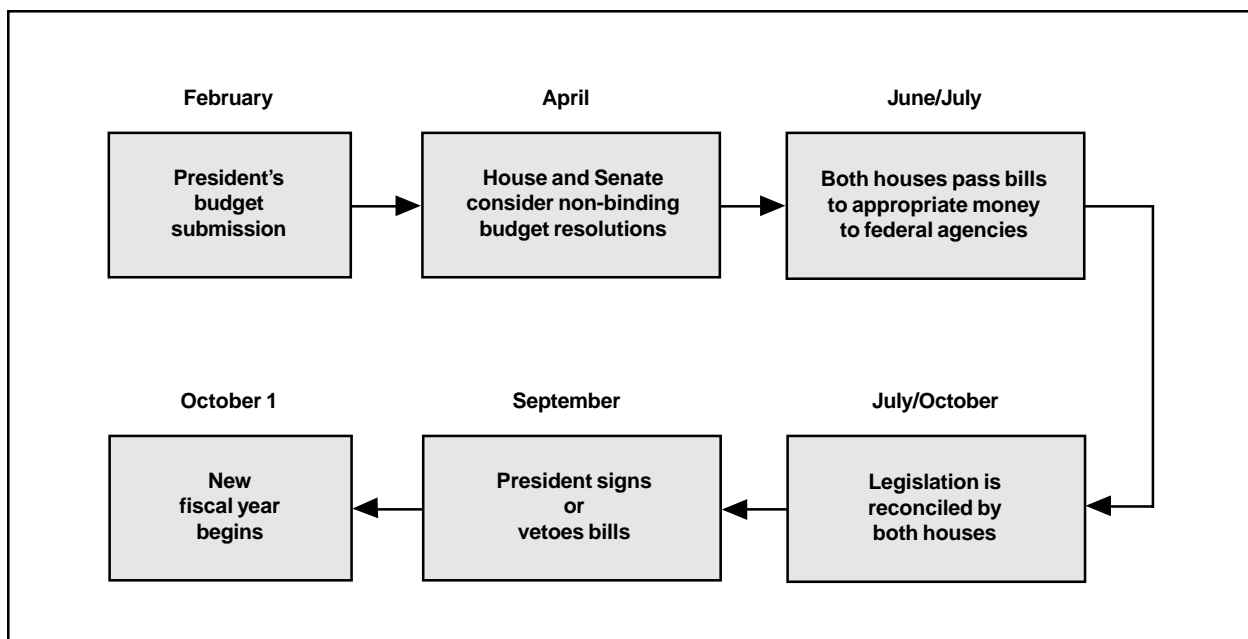 February
President’s
budget
submission
April
House and Senate
consider non-binding
budget resolutions
June/July
Both houses pass bills
to appropriate money
to federal agencies
July/October
Legislation is
reconciled by
both houses
September
President signs
or
vetoes bills
October 1
New
fiscal year
begins